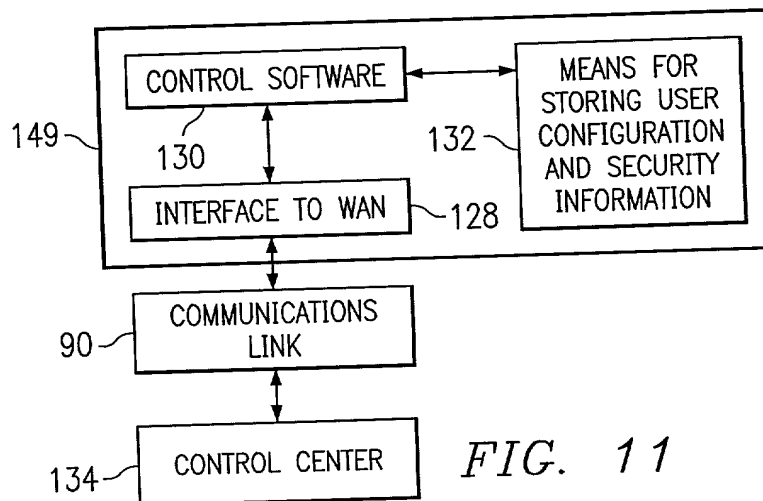 CONTROL SOFTWARE
130
MEANS FOR
STORING USER
CONFIGURATION
AND SECURITY
INFORMATION
132
149
INTERFACE TO WAN
128
COMMUNICATIONS
LINK
90
CONTROL CENTER
134
FIG. 11